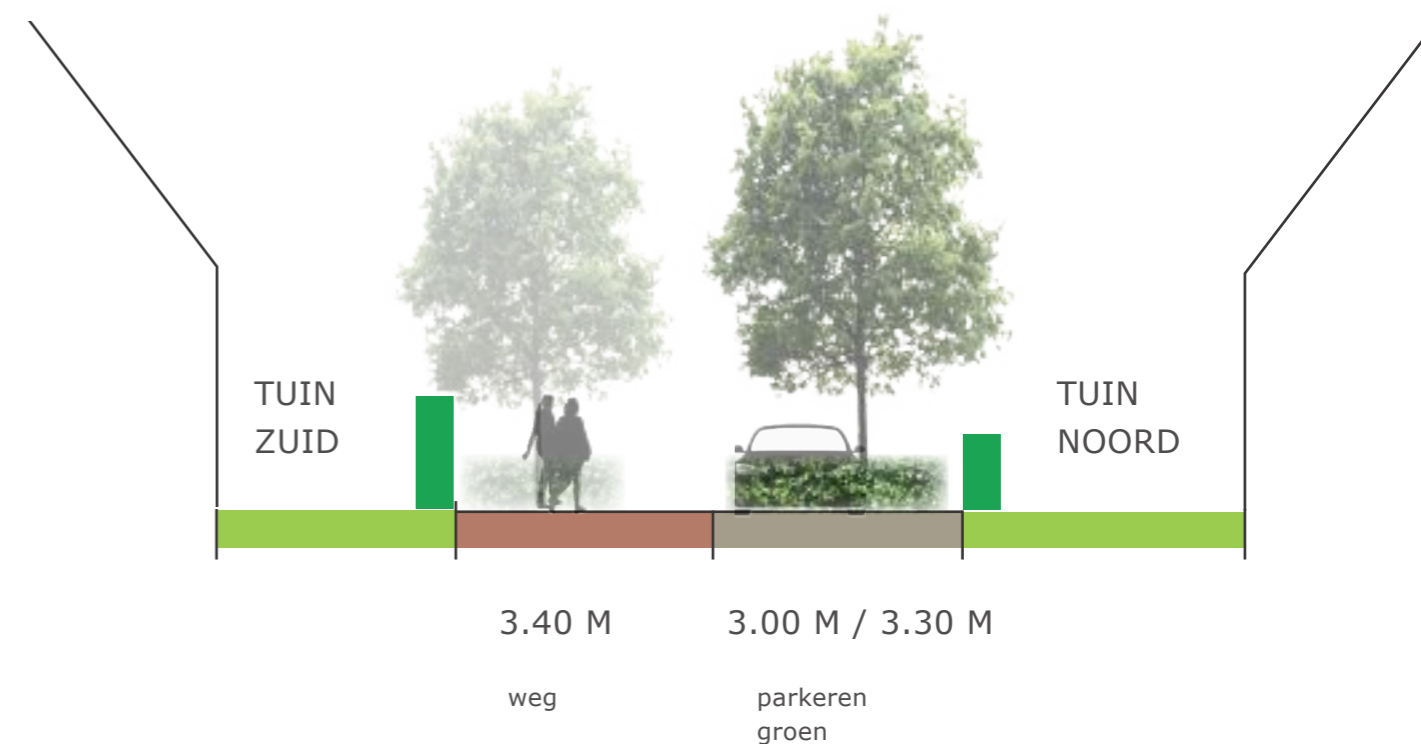 TUIN
ZUID
TUIN
NOORD
3.40 M
3.00 M / 3.30 M
weg
parkeren
groen